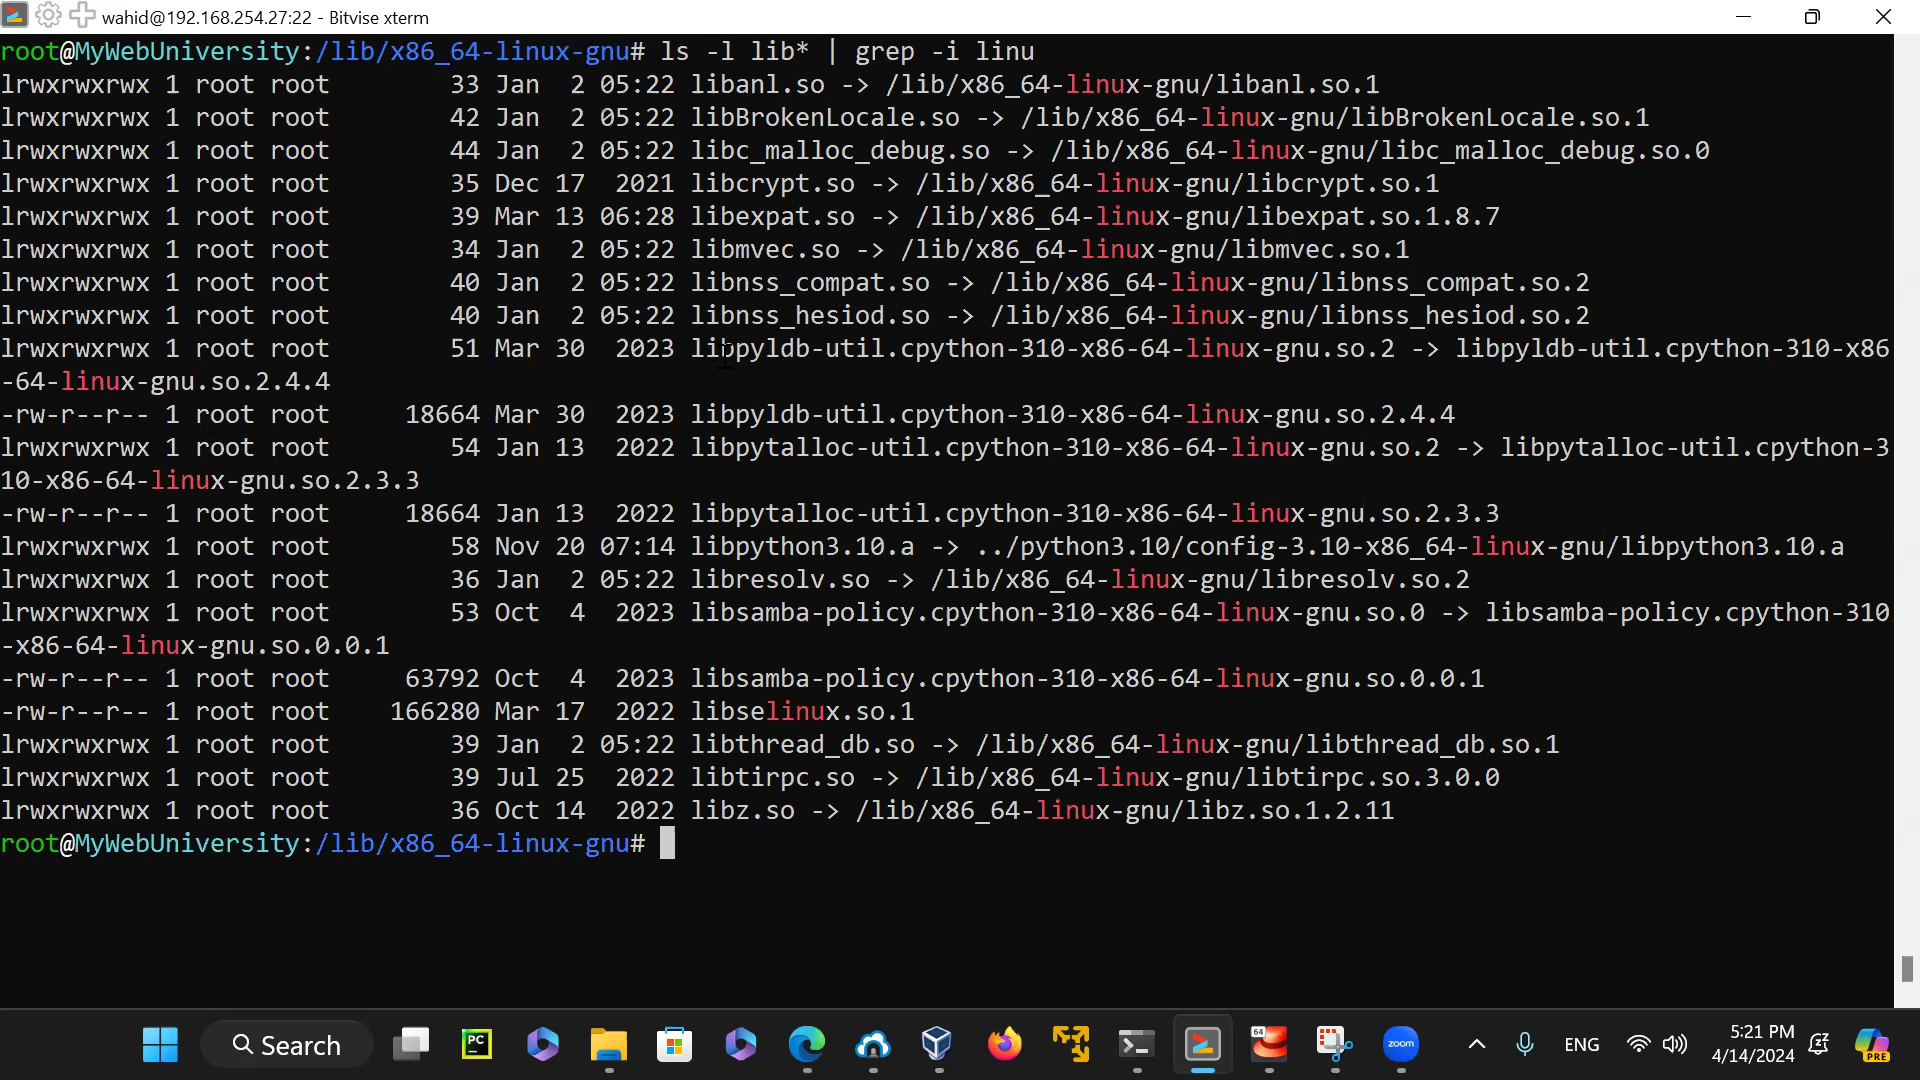 wahid@192.168.254.27:22 - Bitvise xterm
root@MyWebUniversity:/lib/x86_64-linux-gnu# ls -l lib* | grep -i linu
lrwxrwxrwx 1 root root        33 Jan  2 05:22 libanl.so -> /lib/x86_64-linux-gnu/libanl.so.1
lrwxrwxrwx 1 root root        42 Jan  2 05:22 libBrokenLocale.so -> /lib/x86_64-linux-gnu/libBrokenLocale.so.1
lrwxrwxrwx 1 root root        44 Jan  2 05:22 libc_malloc_debug.so -> /lib/x86_64-linux-gnu/libc_malloc_debug.so.0
lrwxrwxrwx 1 root root        35 Dec 17  2021 libcrypt.so -> /lib/x86_64-linux-gnu/libcrypt.so.1
lrwxrwxrwx 1 root root        39 Mar 13 06:28 libexpat.so -> /lib/x86_64-linux-gnu/libexpat.so.1.8.7
lrwxrwxrwx 1 root root        34 Jan  2 05:22 libmvec.so -> /lib/x86_64-linux-gnu/libmvec.so.1
lrwxrwxrwx 1 root root        40 Jan  2 05:22 libnss_compat.so -> /lib/x86_64-linux-gnu/libnss_compat.so.2
lrwxrwxrwx 1 root root        40 Jan  2 05:22 libnss_hesiod.so -> /lib/x86_64-linux-gnu/libnss_hesiod.so.2
lrwxrwxrwx 1 root root        51 Mar 30  2023 libpyldb-util.cpython-310-x86-64-linux-gnu.so.2 -> libpyldb-util.cpython-310-x86
-64-linux-gnu.so.2.4.4
-rw-r--r-- 1 root root     18664 Mar 30  2023 libpyldb-util.cpython-310-x86-64-linux-gnu.so.2.4.4
lrwxrwxrwx 1 root root        54 Jan 13  2022 libpytalloc-util.cpython-310-x86-64-linux-gnu.so.2 -> libpytalloc-util.cpython-3
10-x86-64-linux-gnu.so.2.3.3
-rw-r--r-- 1 root root     18664 Jan 13  2022 libpytalloc-util.cpython-310-x86-64-linux-gnu.so.2.3.3
lrwxrwxrwx 1 root root        58 Nov 20 07:14 libpython3.10.a -> ../python3.10/config-3.10-x86_64-linux-gnu/libpython3.10.a
lrwxrwxrwx 1 root root        36 Jan  2 05:22 libresolv.so -> /lib/x86_64-linux-gnu/libresolv.so.2
lrwxrwxrwx 1 root root        53 Oct  4  2023 libsamba-policy.cpython-310-x86-64-linux-gnu.so.0 -> libsamba-policy.cpython-310
-x86-64-linux-gnu.so.0.0.1
-rw-r--r-- 1 root root     63792 Oct  4  2023 libsamba-policy.cpython-310-x86-64-linux-gnu.so.0.0.1
-rw-r--r-- 1 root root    166280 Mar 17  2022 libselinux.so.1
lrwxrwxrwx 1 root root        39 Jan  2 05:22 libthread_db.so -> /lib/x86_64-linux-gnu/libthread_db.so.1
lrwxrwxrwx 1 root root        39 Jul 25  2022 libtirpc.so -> /lib/x86_64-linux-gnu/libtirpc.so.3.0.0
lrwxrwxrwx 1 root root        36 Oct 14  2022 libz.so -> /lib/x86_64-linux-gnu/libz.so.1.2.11
root@MyWebUniversity:/lib/x86_64-linux-gnu#
Search
PC
64
zoom
ENG
5:21 PM
4/14/2024
PRE